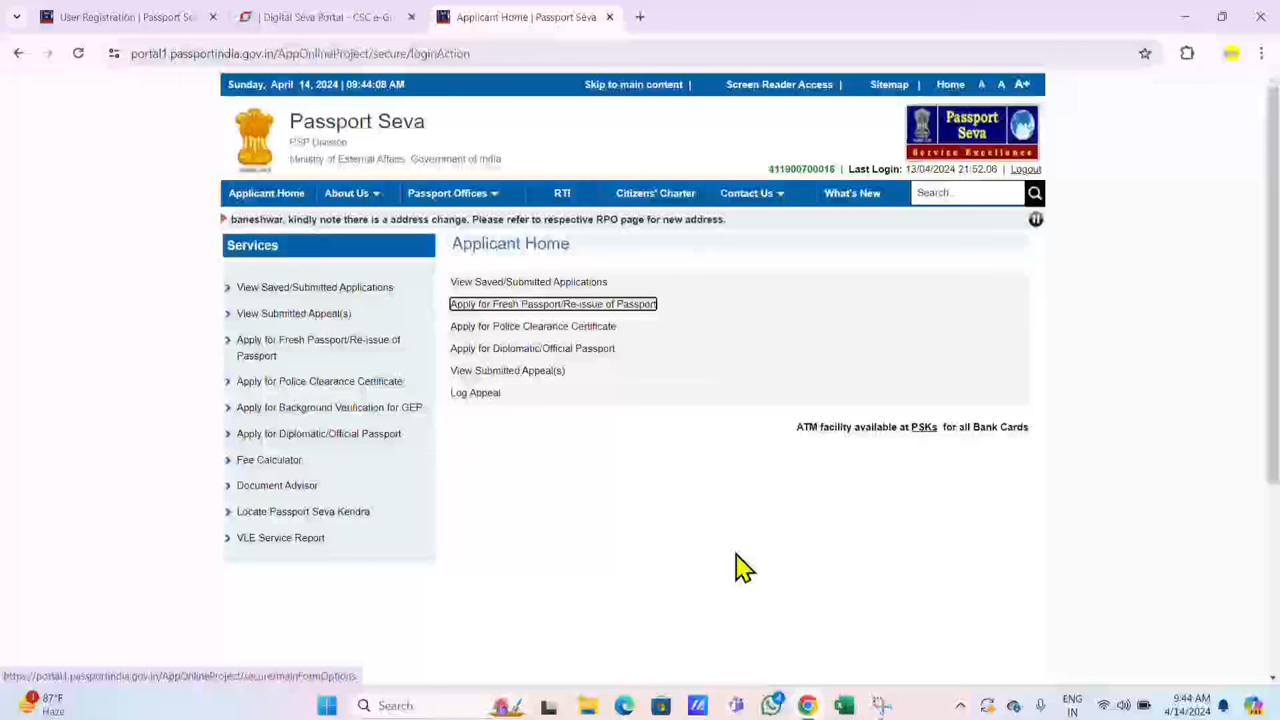 User Registration | Passport Se
Digital Seva Portal - CSC e-G
Applicant Home | Passport Seva
portal1.passportindia.gov.in/AppOnlineProject/secure/loginAction
Sunday, April 14, 2024 | 09:44:08 AM
Skip to main content |
Screen Reader Access |
Sitemap |
Home
A
A
A+
Passport Seva
PSP Division
Ministry of External Affairs, Government of India
Passport
Seva
Service Excellence
411900700016 | Last Login: 13/04/2024 21:52:06 | Logout
Applicant Home
About Us
Passport Offices
RTI
Citizens' Charter
Contact Us
What's New
Search..
baneshwar, kindly note there is a address change. Please refer to respective RPO page for new address.
Services
View Saved/Submitted Applications
View Submitted Appeal(s)
Apply for Fresh Passport/Re-issue of
Passport
Apply for Police Clearance Certificate
Apply for Background Verification for GEP
Apply for Diplomatic/Official Passport
Fee Calculator
Document Advisor
Locate Passport Seva Kendra
VLE Service Report
Applicant Home
View Saved/Submitted Applications
Apply for Fresh Passport/Re-issue of Passport
Apply for Police Clearance Certificate
Apply for Diplomatic/Official Passport
View Submitted Appeal(s)
Log Appeal
ATM facility available at PSKs for all Bank Cards
https://portal1.passportindia.gov.in/AppOnlineProject/secure/mainFormOptions
87°F
Haze
Search
ENG
IN
9:44 AM
4/14/2024